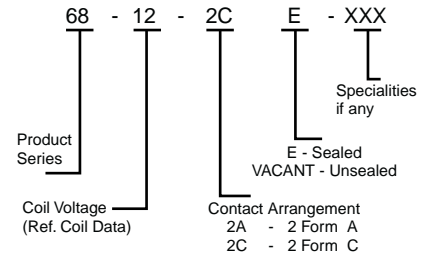 68 - 12 - 2C E - XXX
Specialities
if any
Product
Series
E - Sealed
VACANT - Unsealed
Coil Voltage
(Ref. Coil Data)
Contact Arrangement
2A - 2 Form A
2C - 2 Form C